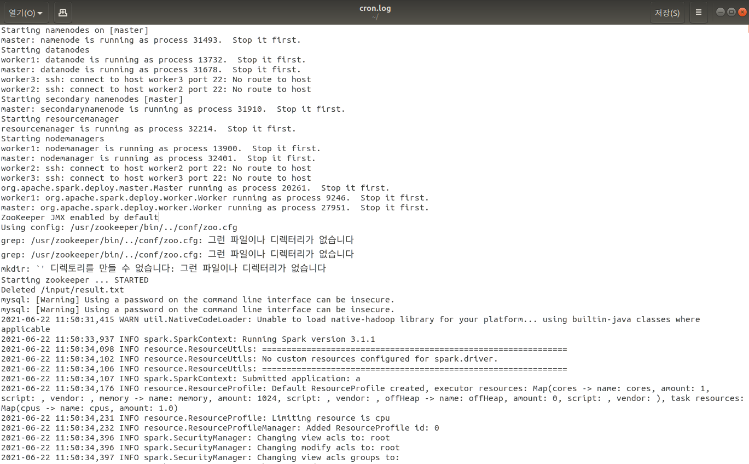 열기(O)
cron.log
저장(S)
Starting namenodes on [master]
master: namenode is running as process 31493.  Stop it first.
Starting datanodes
worker1: datanode is running as process 13732.  Stop it first.
master: datanode is running as process 31678.  Stop it first.
worker3: ssh: connect to host worker3 port 22: No route to host
worker2: ssh: connect to host worker2 port 22: No route to host
Starting secondary namenodes [master]
master: secondarynamenode is running as process 31910.  Stop it first.
Starting resourcemanager
resourcemanager is running as process 32214.  Stop it first.
Starting nodemanagers
worker1: nodemanager is running as process 13900.  Stop it first.
master: nodemanager is running as process 32401.  Stop it first.
worker2: ssh: connect to host worker2 port 22: No route to host
worker3: ssh: connect to host worker3 port 22: No route to host
org.apache.spark.deploy.master.Master running as process 20261.  Stop it first.
worker1: org.apache.spark.deploy.worker.Worker running as process 9246.  Stop it first.
master: org.apache.spark.deploy.worker.Worker running as process 27951.  Stop it first.
ZooKeeper JMX enabled by default
Using config: /usr/zookeeper/bin/../conf/zoo.cfg
grep: /usr/zookeeper/bin/../conf/zoo.cfg: 그런 파일이나 디렉터리가 없습니다
grep: /usr/zookeeper/bin/../conf/zoo.cfg: 그런 파일이나 디렉터리가 없습니다
mkdir: `' 디렉토리를 만들 수 없습니다: 그런 파일이나 디렉터리가 없습니다
Starting zookeeper ... STARTED
Deleted /input/result.txt
mysql: [Warning] Using a password on the command line interface can be insecure.
mysql: [Warning] Using a password on the command line interface can be insecure.
2021-06-22 11:50:31,415 WARN util.NativeCodeLoader: Unable to load native-hadoop library for your platform... using builtin-java classes where
applicable
2021-06-22 11:50:33,937 INFO spark.SparkContext: Running Spark version 3.1.1
2021-06-22 11:50:34,098 INFO resource.ResourceUtils: ==============================================================
2021-06-22 11:50:34,102 INFO resource.ResourceUtils: No custom resources configured for spark.driver.
2021-06-22 11:50:34,106 INFO resource.ResourceUtils: ==============================================================
2021-06-22 11:50:34,107 INFO spark.SparkContext: Submitted application: a
2021-06-22 11:50:34,176 INFO resource.ResourceProfile: Default ResourceProfile created, executor resources: Map(cores -> name: cores, amount: 1,
script: , vendor: , memory -> name: memory, amount: 1024, script: , vendor: , offHeap -> name: offHeap, amount: 0, script: , vendor: ), task resources:
Map(cpus -> name: cpus, amount: 1.0)
2021-06-22 11:50:34,231 INFO resource.ResourceProfile: Limiting resource is cpu
2021-06-22 11:50:34,232 INFO resource.ResourceProfileManager: Added ResourceProfile id: 0
2021-06-22 11:50:34,396 INFO spark.SecurityManager: Changing view acls to: root
2021-06-22 11:50:34,396 INFO spark.SecurityManager: Changing modify acls to: root
2021-06-22 11:50:34,397 INFO spark.SecurityManager: Changing view acls groups to: